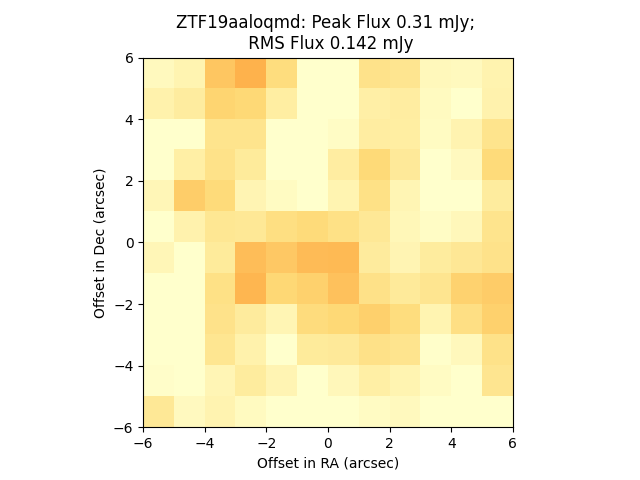 ZTF19aaloqmd: Peak Flux 0.31 mJy;
RMS Flux 0.142 mJy
6
4
2
0
−2
−4
−6
Offset in Dec (arcsec)
−6 −4 −2 0 2 4 6
Offset in RA (arcsec)